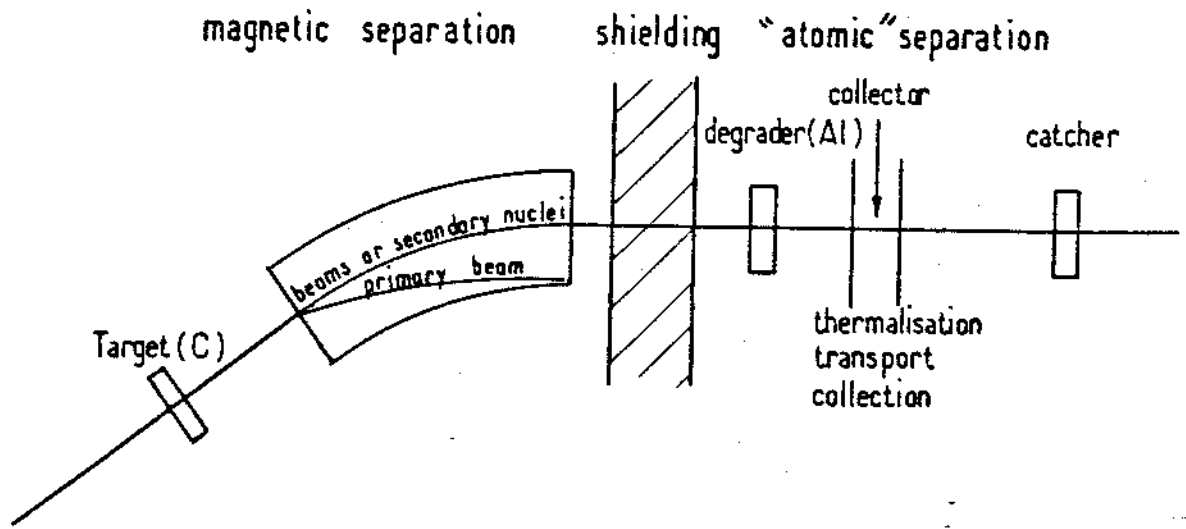 magnetic separation shielding "atomic" separation
collector
degrader(Al)
catcher
beams or secondary nuclei
primary beam
Target (C)
thermalisation
transport
collection